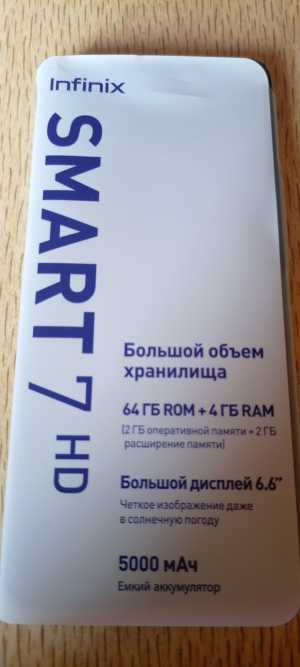 Infinix
SMART 7 HD
Большой объем
хранилища
64 ГБ ROM + 4 ГБ RAM
(2 ГБ оперативной памяти + 2 ГБ
расширение памяти)
Большой дисплей 6.6"
Четкое изображение даже
в солнечную погоду
5000 мАч
Емкий аккумулятор